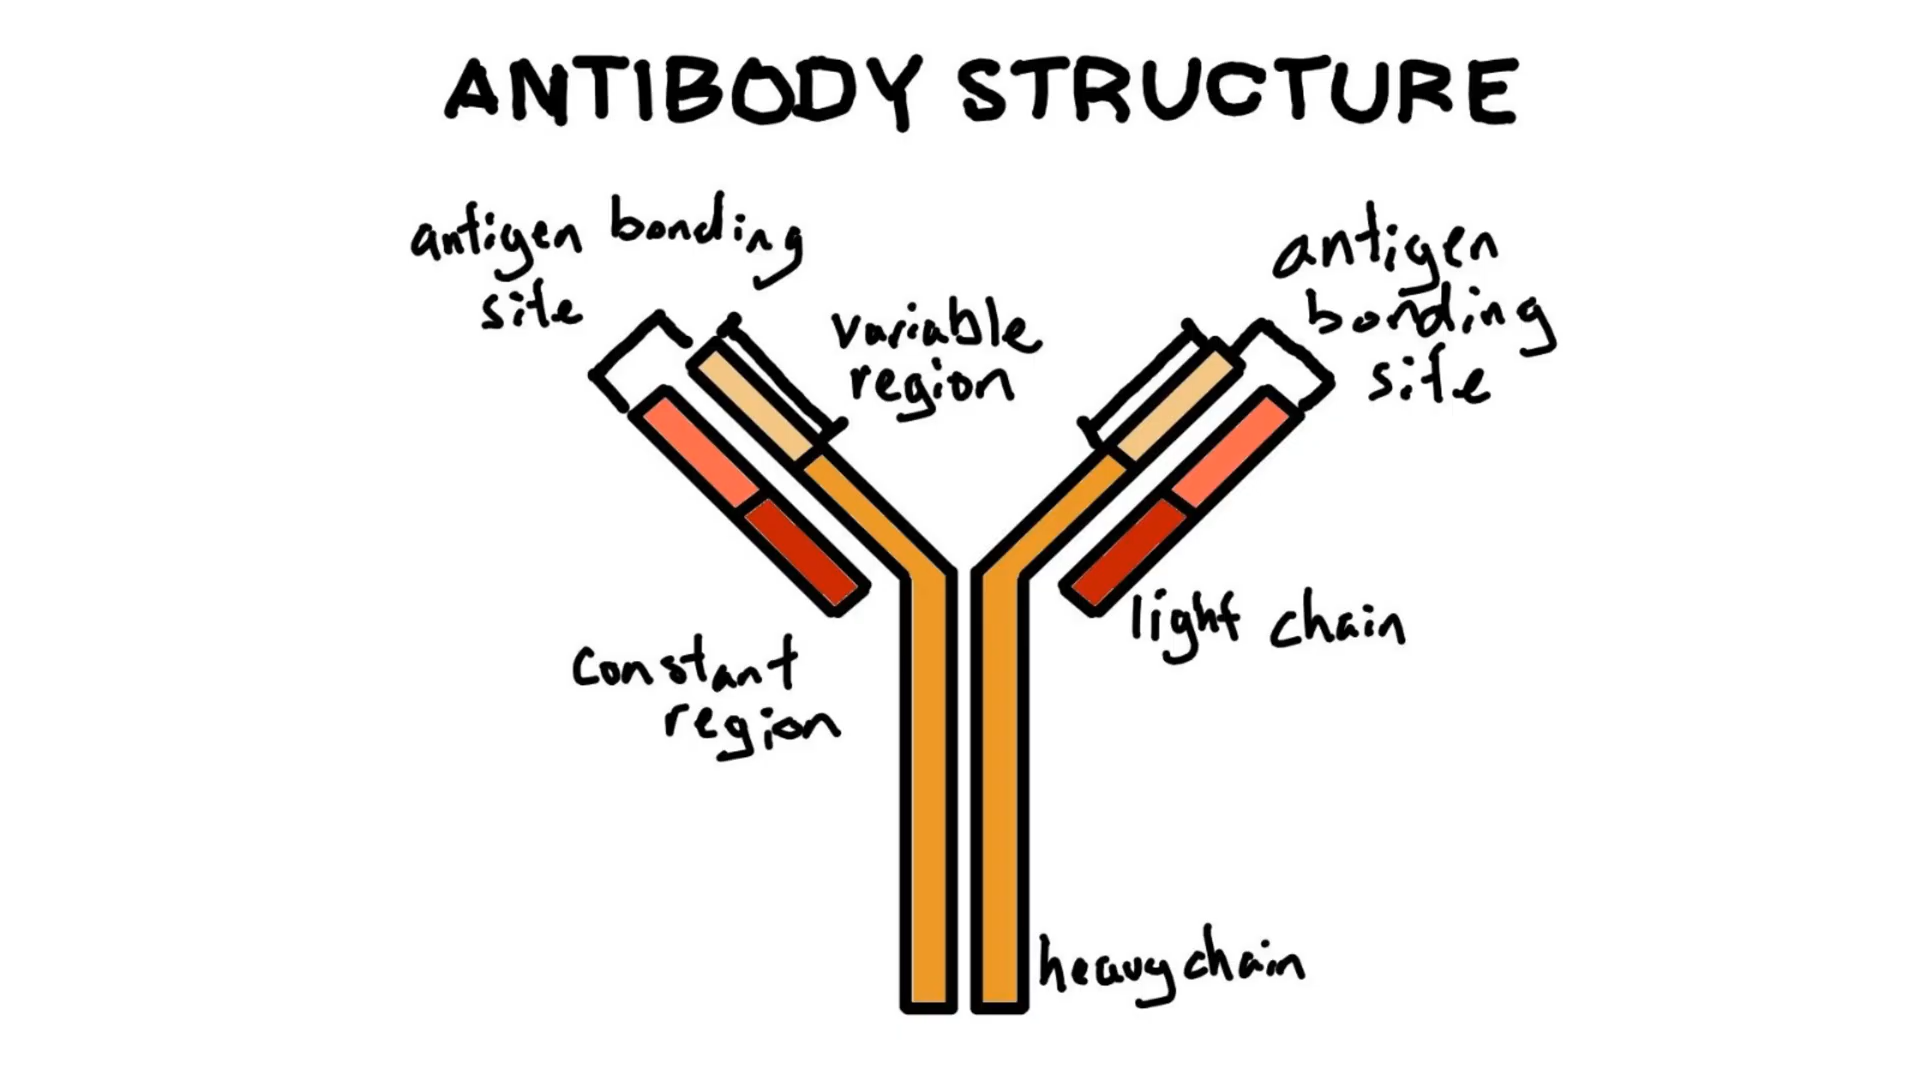 ANTIBODY STRUCTURE
antigen bonding
site
variable
region
antigen
bonding
site
constant
region
light chain
heavy chain